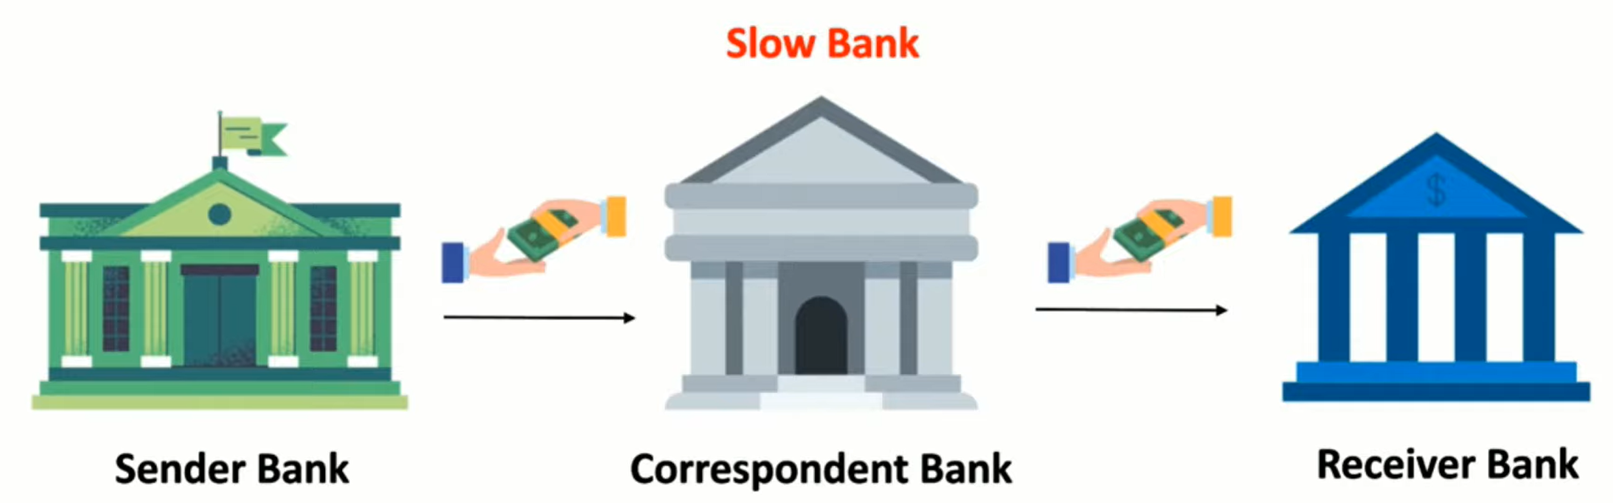 Slow Bank
$
Sender Bank
Correspondent Bank
Receiver Bank